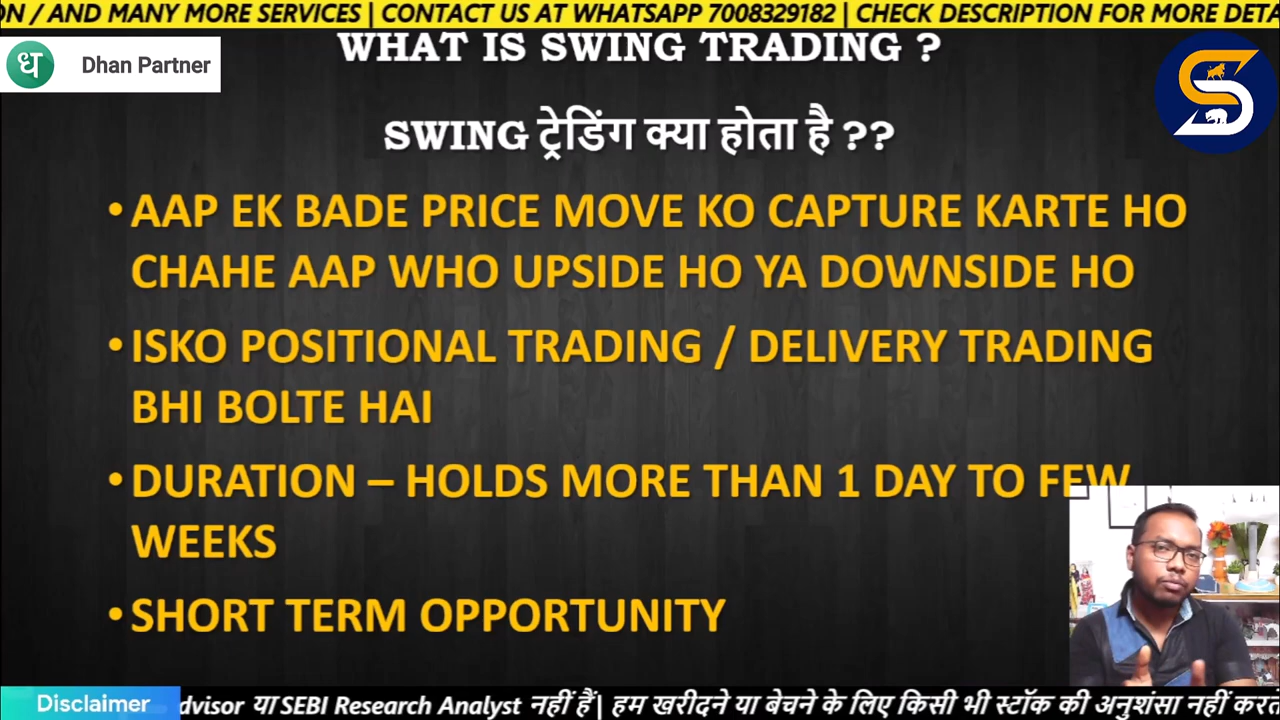 ON / AND MANY MORE SERVICES | CONTACT US AT WHATSAPP 7008329182 | CHECK DESCRIPTION FOR MORE DETA
ध Dhan Partner
WHAT IS SWING TRADING ?
SWING ट्रेडिंग क्या होता है ??
• AAP EK BADE PRICE MOVE KO CAPTURE KARTE HO
CHAHE AAP WHO UPSIDE HO YA DOWNSIDE HO
• ISKO POSITIONAL TRADING / DELIVERY TRADING
BHI BOLTE HAI
• DURATION – HOLDS MORE THAN 1 DAY TO FEW
WEEKS
• SHORT TERM OPPORTUNITY
Disclaimer dvisor या SEBI Research Analyst नहीं हैं| हम खरीदने या बेचने के लिए किसी भी स्टॉक की अनुशंसा नहीं करत